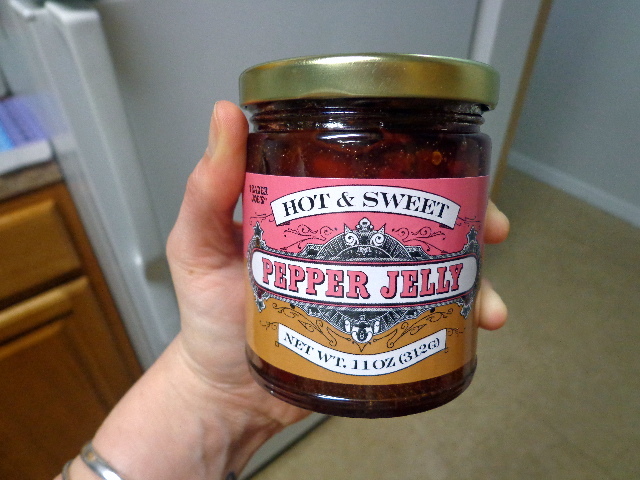 TRADER
JOE'S
HOT & SWEET
PEPPER JELLY
NET WT. 11 OZ (312G)